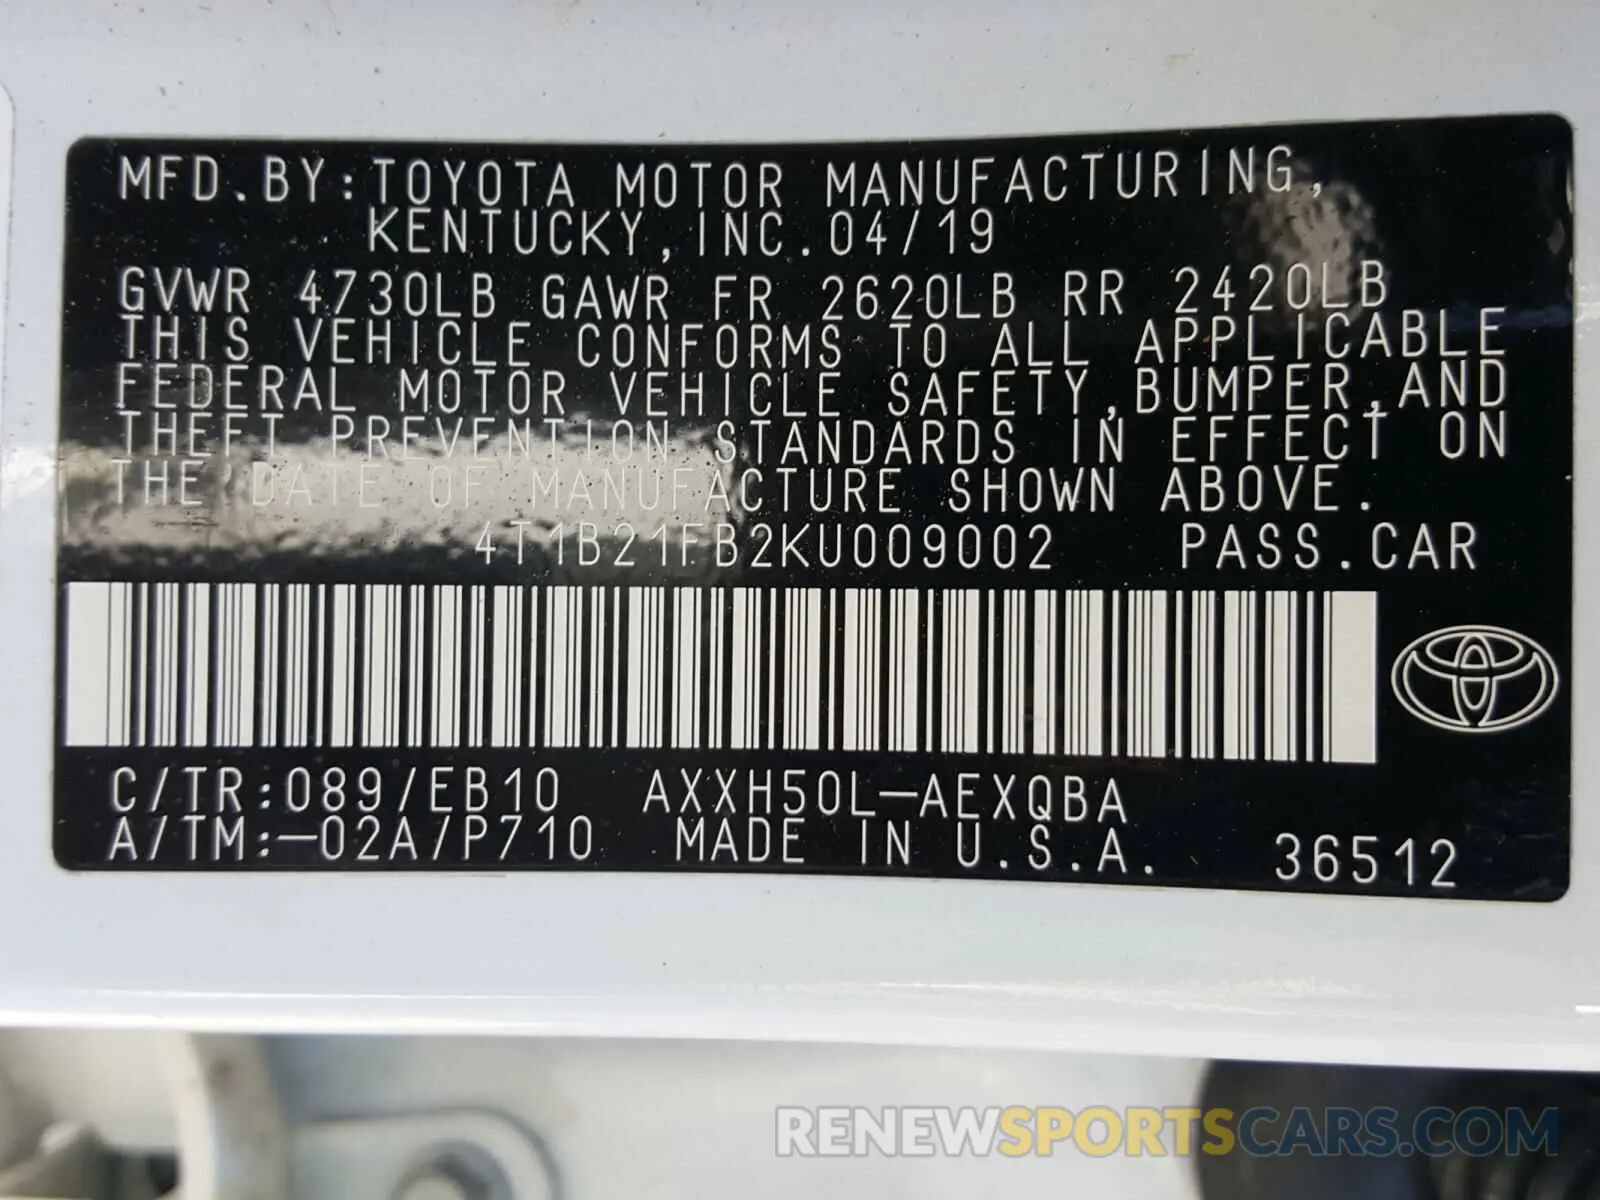 MFD.BY:TOYOTA MOTOR MANUFACTURING,
KENTUCKY,INC.04/19
GVWR 4730LB GAWR FR 2620LB RR 2420LB
THIS VEHICLE CONFORMS TO ALL APPLICABLE
FEDERAL MOTOR VEHICLE SAFETY,BUMPER,AND
THEFT PREVENTION STANDARDS IN EFFECT ON
THE DATE OF MANUFACTURE SHOWN ABOVE.
4T1B21FB2KU009002 PASS.CAR
C/TR:089/EB10 AXXH50L-AEXQBA
A/TM:-02A/P710 MADE IN U.S.A. 36512
RENEWSPORTSCARS.COM